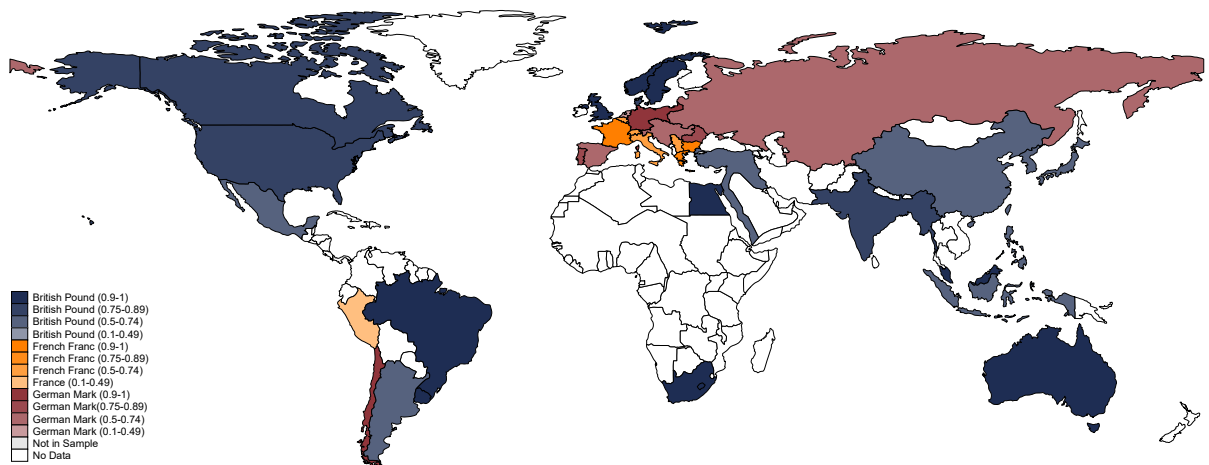 British Pound (0.9-1)
British Pound (0.75-0.89)
British Pound (0.5-0.74)
British Pound (0.1-0.49)
French Franc (0.9-1)
French Franc (0.75-0.89)
French Franc (0.5-0.74)
France (0.1-0.49)
German Mark (0.9-1)
German Mark(0.75-0.89)
German Mark (0.5-0.74)
German Mark (0.1-0.49)
Not in Sample
No Data